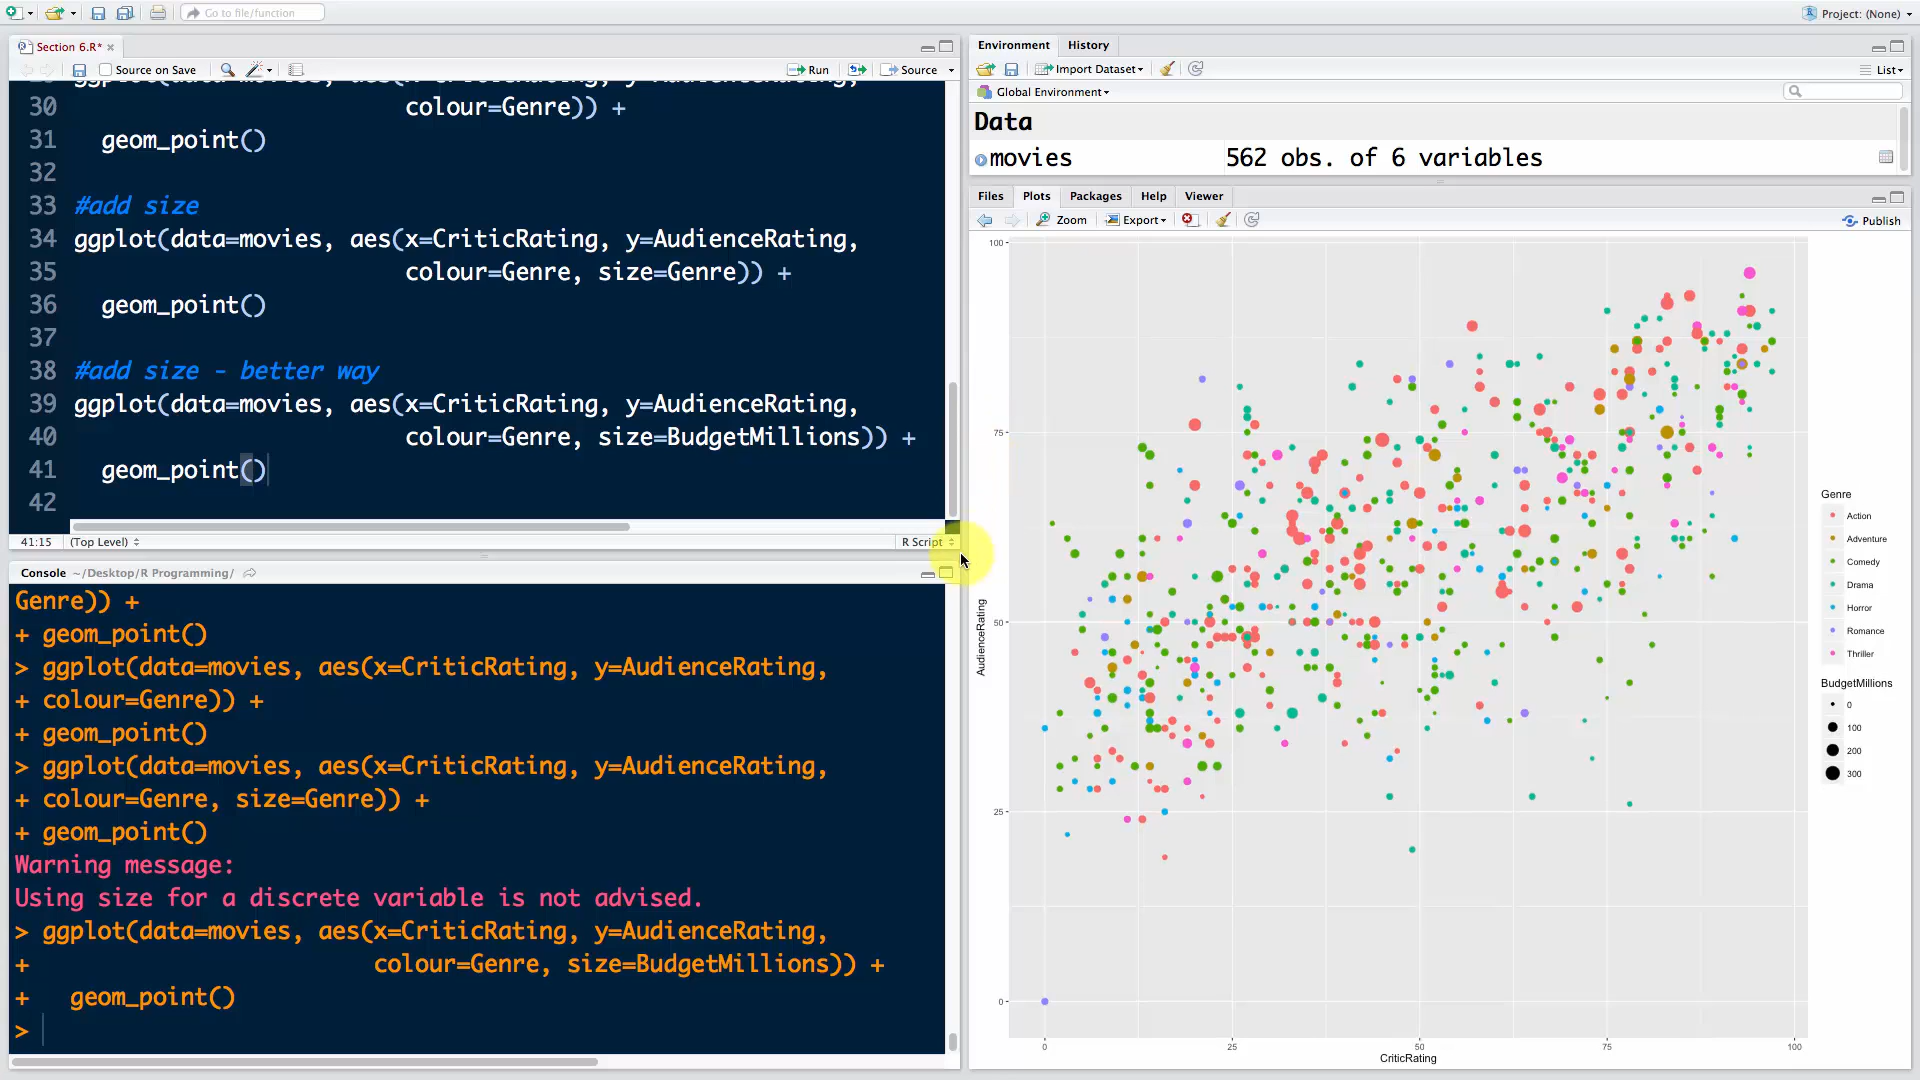 Go to file/function
Project: (None)
Section 6.R*
Source on Save
Run
Source
30 colour=Genre)) +
31 geom_point()
32
33 #add size
34 ggplot(data=movies, aes(x=CriticRating, y=AudienceRating,
35 colour=Genre, size=Genre)) +
36 geom_point()
37
38 #add size - better way
39 ggplot(data=movies, aes(x=CriticRating, y=AudienceRating,
40 colour=Genre, size=BudgetMillions)) +
41 geom_point()
42
41:15 (Top Level) R Script
Console ~/Desktop/R Programming/
Genre)) +
+ geom_point()
> ggplot(data=movies, aes(x=CriticRating, y=AudienceRating,
+ colour=Genre)) +
+ geom_point()
> ggplot(data=movies, aes(x=CriticRating, y=AudienceRating,
+ colour=Genre, size=Genre)) +
+ geom_point()
Warning message:
Using size for a discrete variable is not advised.
> ggplot(data=movies, aes(x=CriticRating, y=AudienceRating,
+ colour=Genre, size=BudgetMillions)) +
+ geom_point()
>
Environment History
Import Dataset
List
Global Environment
Data
movies 562 obs. of 6 variables
Files Plots Packages Help Viewer
Zoom Export Publish
100
75
50
25
0
AudienceRating
0 25 50 75 100
CriticRating
Genre
Action
Adventure
Comedy
Drama
Horror
Romance
Thriller
BudgetMillions
0
100
200
300